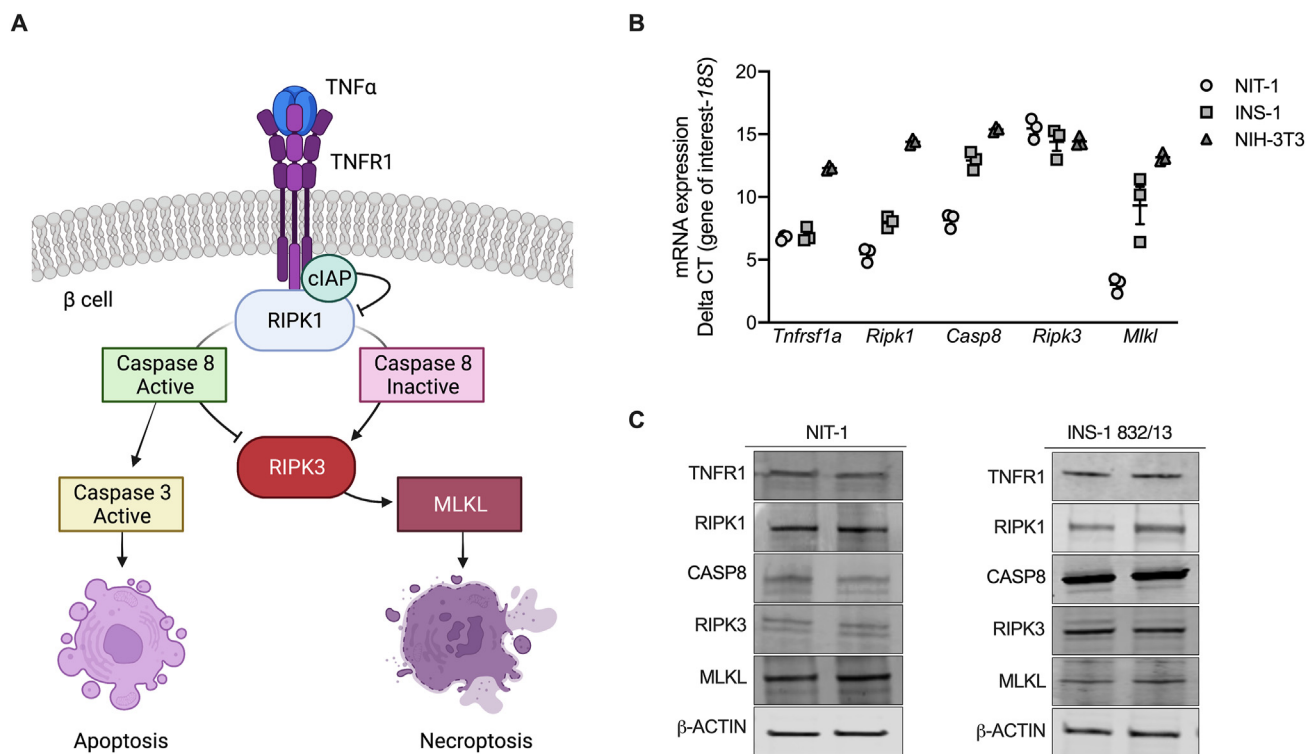 A
TNFα
TNFR1
cIAP
β cell
RIPK1
Caspase 8
Active
Caspase 8
Inactive
RIPK3
Caspase 3
Active
MLKL
Apoptosis
Necroptosis
B
mRNA expression
Delta CT (gene of interest-18S)
20
15
10
5
0
Tnfrsf1a
Ripk1
Casp8
Ripk3
Mlkl
NIT-1
INS-1
NIH-3T3
C
NIT-1
TNFR1
RIPK1
CASP8
RIPK3
MLKL
β-ACTIN
INS-1 832/13
TNFR1
RIPK1
CASP8
RIPK3
MLKL
β-ACTIN